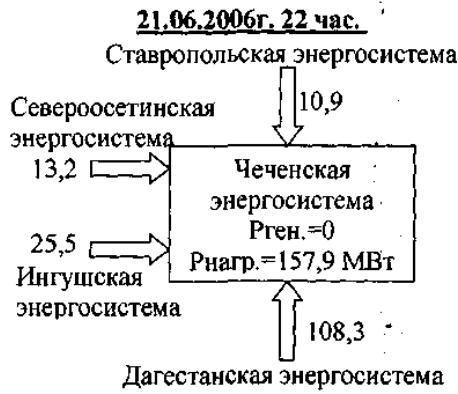 21.06.2006г. 22 час.
Ставропольская энергосистема
10,9
Североосетинская
энергосистема
13,2
Чеченская
энергосистема
Рген.=0
Рнагр.=157,9 МВт
25,5
Ингушская
энергосистема
108,3
Дагестанская энергосистема